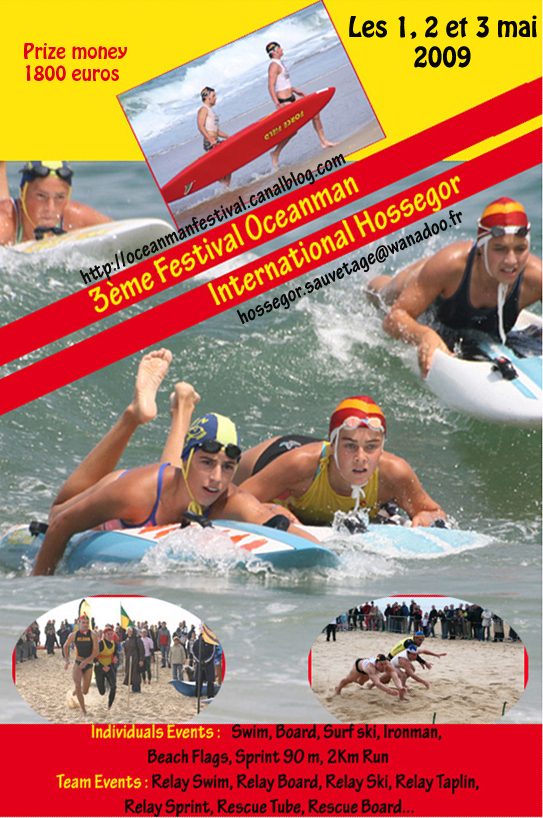 Prize money
1800 euros
Les 1, 2 et 3 mai
2009
http://oceanmanfestival.canalblog.com
3ème Festival Oceanman
International Hossegor
hossegor.sauvetage@wanadoo.fr
Individuals Events : Swim, Board, Surf ski, Ironman,
Beach Flags, Sprint 90 m, 2Km Run
Team Events : Relay Swim, Relay Board, Relay Ski, Relay Taplin,
Relay Sprint, Rescue Tube, Rescue Board...